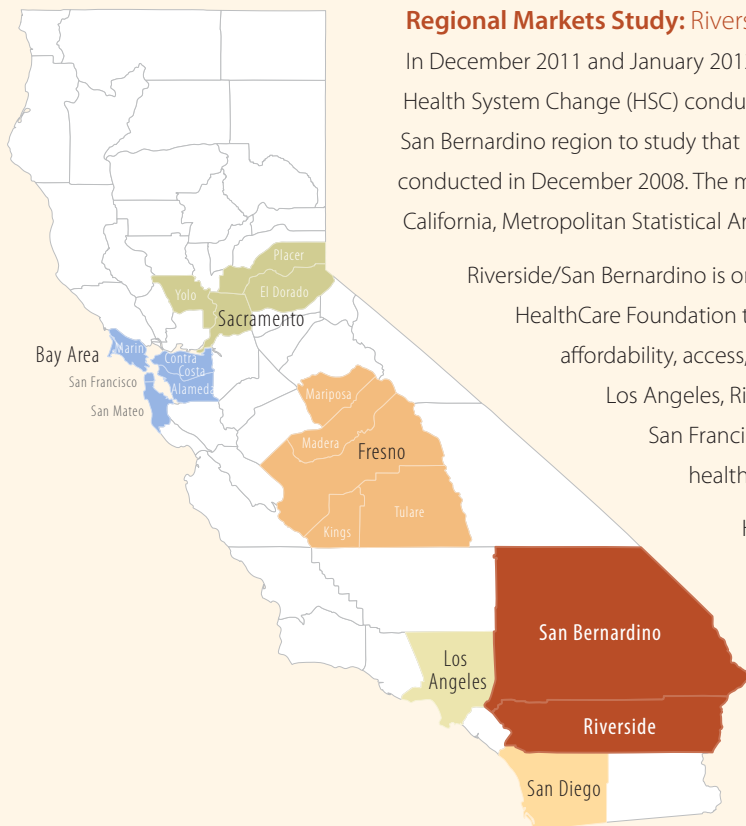 Regional Markets Study: Rivers
In December 2011 and January 201
Health System Change (HSC) condu
San Bernardino region to study that
conducted in December 2008. The m
California, Metropolitan Statistical Ar
Riverside/San Bernardino is or
HealthCare Foundation t
affordability, access,
Los Angeles, Ri
San Franci
health
Placer
Yolo
El Dorado
Sacramento
Bay Area
Marin
Contra
Costa
San Francisco
Alameda
San Mateo
Mariposa
Madera
Fresno
Kings
Tulare
San Bernardino
Los
Angeles
Riverside
San Diego